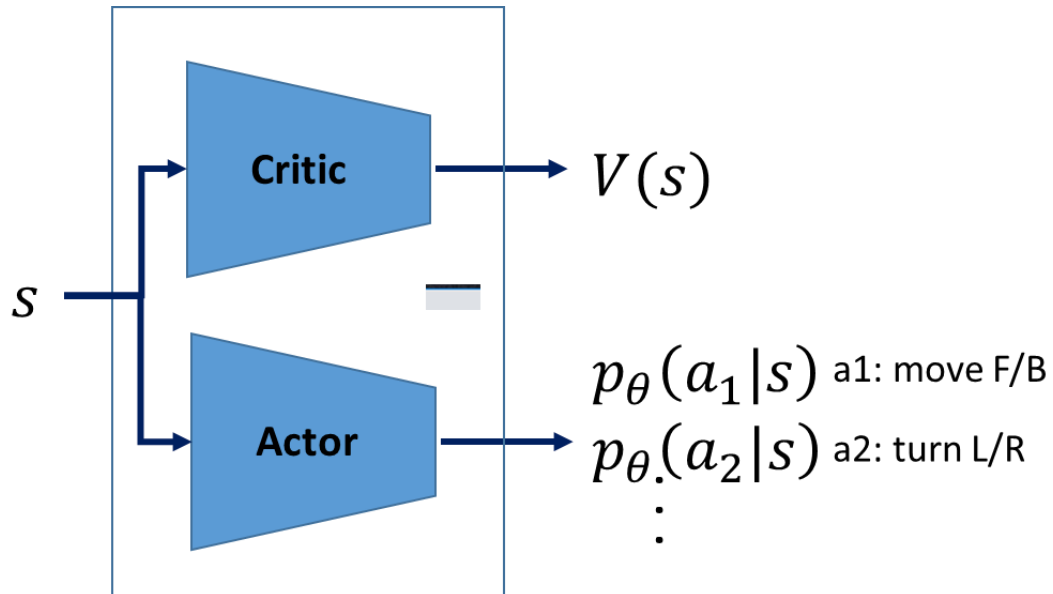 Critic
V(s)
s
Actor
p_θ(a_1|s) a1: move F/B
p_θ(a_2|s) a2: turn L/R
⋮